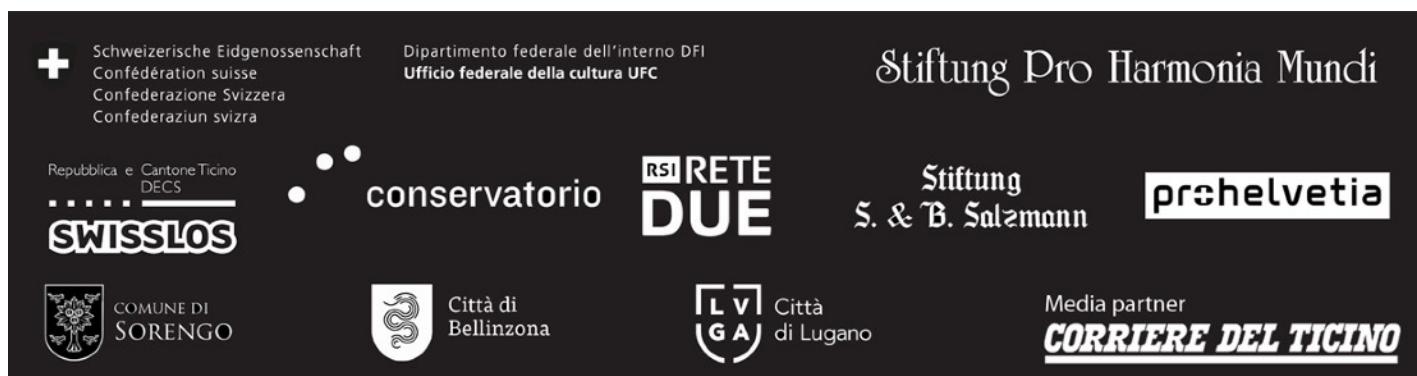 Schweizerische Eidgenossenschaft
Confédération suisse
Confederazione Svizzera
Confederaziun svizra
Dipartimento federale dell'interno DFI
Ufficio federale della cultura UFC
Stiftung Pro Harmonia Mundi
Repubblica e Cantone Ticino
DECS
SWISSLOS
conservatorio
RSI RETE
DUE
Stiftung
S. & B. Salzmann
prohelvetia
COMUNE DI
SORENGO
Città di
Bellinzona
LV
GA
Città
di Lugano
Media partner
CORRIERE DEL TICINO